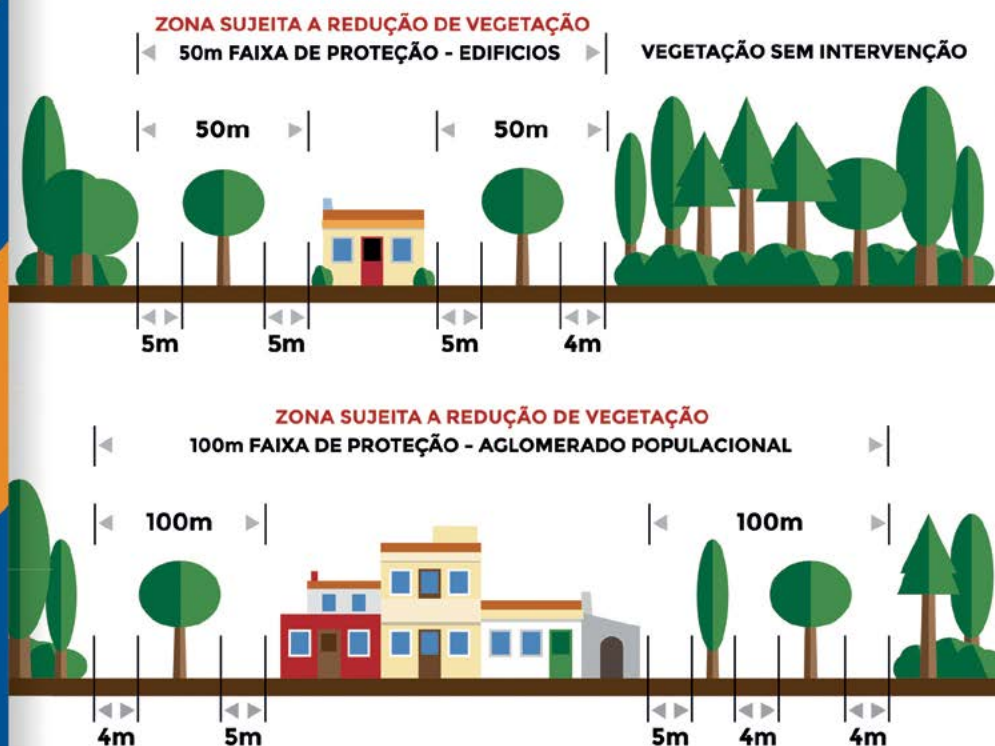 ZONA SUJEITA A REDUÇÃO DE VEGETAÇÃO
50m FAIXA DE PROTEÇÃO - EDIFICIOS
VEGETAÇÃO SEM INTERVENÇÃO
50m
50m
5m
5m
5m
4m
ZONA SUJEITA A REDUÇÃO DE VEGETAÇÃO
100m FAIXA DE PROTEÇÃO - AGLOMERADO POPULACIONAL
100m
100m
4m
5m
5m
4m
4m